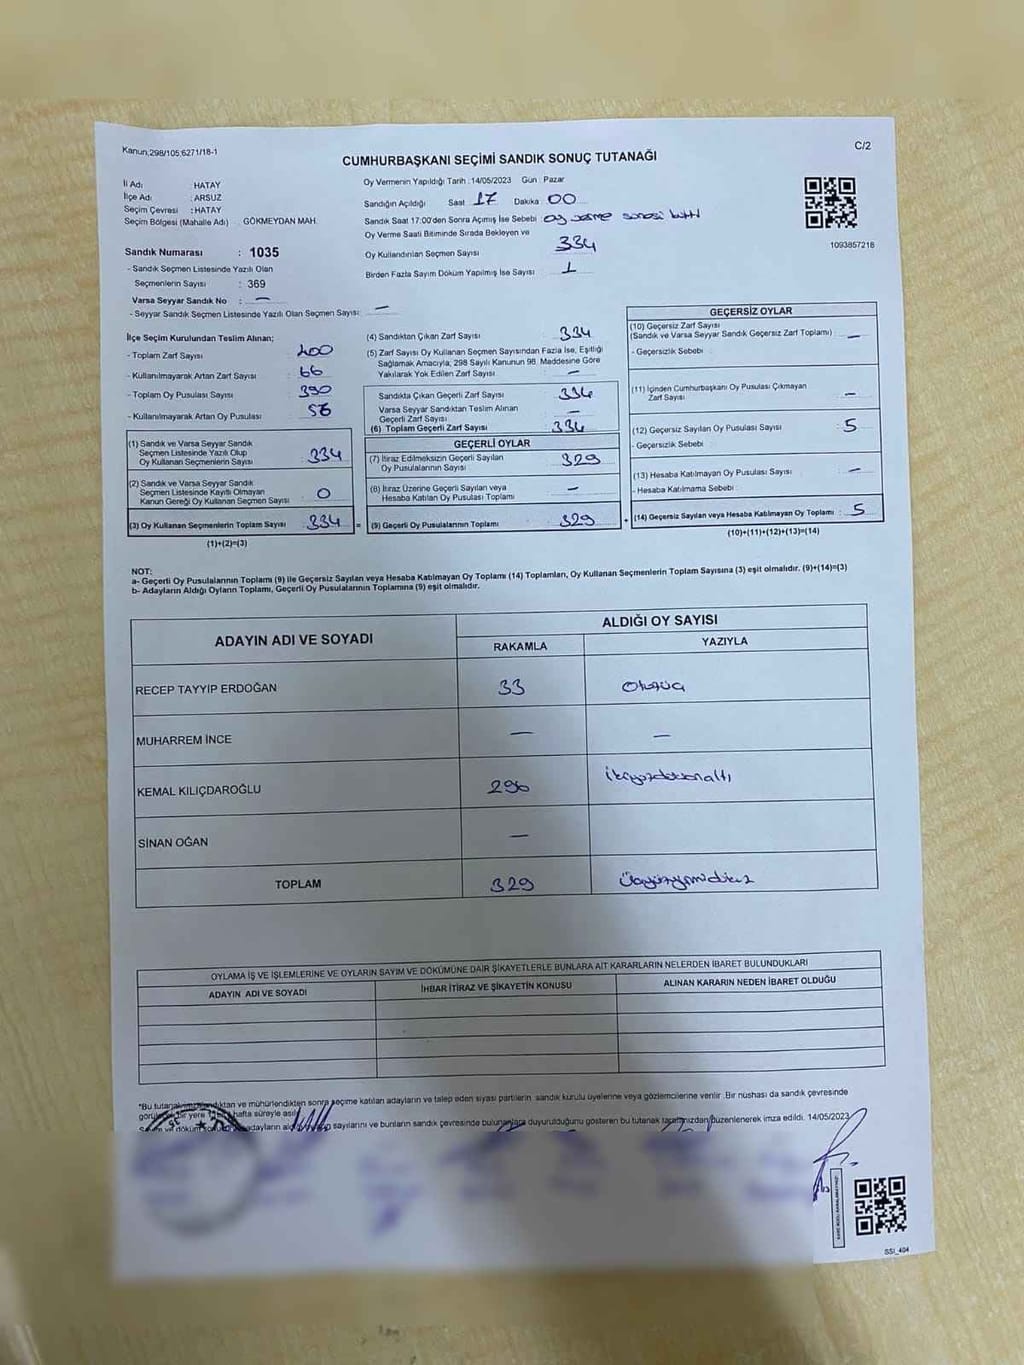 Kanun,298/105;6271/18-1
C/2
CUMHURBAŞKANI SEÇİMİ SANDIK SONUÇ TUTANAĞI
İl Adı : HATAY
İlçe Adı : ARSUZ
Seçim Çevresi : HATAY
Seçim Bölgesi (Mahalle Adı) : GÖKMEYDAN MAH.
Oy Vermenin Yapıldığı Tarih : 14/05/2023 Gün : Pazar
Sandığın Açıldığı Saat 17 Dakika 00
Sandık Saat 17:00'den Sonra Açımış İse Sebebi oy verme süresi bitti
Oy Verme Saati Bitiminde Sırada Bekleyen ve
Oy Kullandırılan Seçmen Sayısı 334
Birden Fazla Sayım Döküm Yapılmış İse Sayısı 1
1093857218
Sandık Numarası : 1035
- Sandık Seçmen Listesinde Yazılı Olan
Seçmenlerin Sayısı : 369
Varsa Seyyar Sandık No : —
- Seyyar Sandık Seçmen Listesinde Yazılı Olan Seçmen Sayısı: —
İlçe Seçim Kurulundan Teslim Alınan;
- Toplam Zarf Sayısı : 400
- Kullanılmayarak Artan Zarf Sayısı : 66
- Toplam Oy Pusulası Sayısı : 390
- Kullanılmayarak Artan Oy Pusulası : 56
(1) Sandık ve Varsa Seyyar Sandık
Seçmen Listesinde Yazılı Olup
Oy Kullanan Seçmenlerin Sayısı : 334
(2) Sandık ve Varsa Seyyar Sandık
Seçmen Listesinde Kayıtlı Olmayan
Kanun Gereği Oy Kullanan Seçmen Sayısı : 0
(3) Oy Kullanan Seçmenlerin Toplam Sayısı : 334 =
(1)+(2)=(3)
(4) Sandıktan Çıkan Zarf Sayısı : 334
(5) Zarf Sayısı Oy Kullanan Seçmen Sayısından Fazla İse, Eşitliği
Sağlamak Amacıyla, 298 Sayılı Kanunun 98. Maddesine Göre
Yakılarak Yok Edilen Zarf Sayısı : —
Sandıkta Çıkan Geçerli Zarf Sayısı : 334
Varsa Seyyar Sandıktan Teslim Alınan
Geçerli Zarf Sayısı : —
(6) Toplam Geçerli Zarf Sayısı : 334
GEÇERLİ OYLAR
(7) İtiraz Edilmeksizin Geçerli Sayılan
Oy Pusulalarının Sayısı : 329
(8) İtiraz Üzerine Geçerli Sayılan veya
Hesaba Katılan Oy Pusulası Toplamı : —
(9) Geçerli Oy Pusulalarının Toplamı : 329 +
GEÇERSİZ OYLAR
(10) Geçersiz Zarf Sayısı
(Sandık ve Varsa Seyyar Sandık Geçersiz Zarf Toplamı) : —
- Geçersizlik Sebebi :
(11) İçinden Cumhurbaşkanı Oy Pusulası Çıkmayan
Zarf Sayısı : —
(12) Geçersiz Sayılan Oy Pusulası Sayısı : 5
- Geçersizlik Sebebi :
(13) Hesaba Katılmayan Oy Pusulası Sayısı : —
- Hesaba Katılmama Sebebi :
(14) Geçersiz Sayılan veya Hesaba Katılmayan Oy Toplamı : 5
(10)+(11)+(12)+(13)=(14)
NOT:
a- Geçerli Oy Pusulalarının Toplamı (9) ile Geçersiz Sayılan veya Hesaba Katılmayan Oy Toplamı (14) Toplamları, Oy Kullanan Seçmenlerin Toplam Sayısına (3) eşit olmalıdır. (9)+(14)=(3)
b- Adayların Aldığı Oyların Toplamı, Geçerli Oy Pusulalarının Toplamına (9) eşit olmalıdır.
ADAYIN ADI VE SOYADI ALDIĞI OY SAYISI
RAKAMLA YAZIYLA
RECEP TAYYİP ERDOĞAN 33 Otuzüç
MUHARREM İNCE — —
KEMAL KILIÇDAROĞLU 296 İkiyüzdoksanaltı
SİNAN OĞAN —
TOPLAM 329 Üçyüzyirmidokuz
OYLAMA İŞ VE İŞLEMLERİNE VE OYLARIN SAYIM VE DÖKÜMÜNE DAİR ŞİKAYETLERLE BUNLARA AİT KARARLARIN NELERDEN İBARET BULUNDUKLARI
ADAYIN ADI VE SOYADI İHBAR İTİRAZ VE ŞİKAYETİN KONUSU ALINAN KARARIN NEDEN İBARET OLDUĞU
"Bu tutanak sonra seçime katılan adayların ve talep eden siyasi partilerin sandık kurulu üyelerine veya gözlemcilerine verilir .Bir nüshası da sandık çevresinde
bir yere hafta süreyle asılır
adayların sayılarını ve bunların sandık çevresinde duyurulduğunu gösteren bu tutanak tarafımızdan düzenlenerek imza edildi. 14/05/2023
SSİ_404